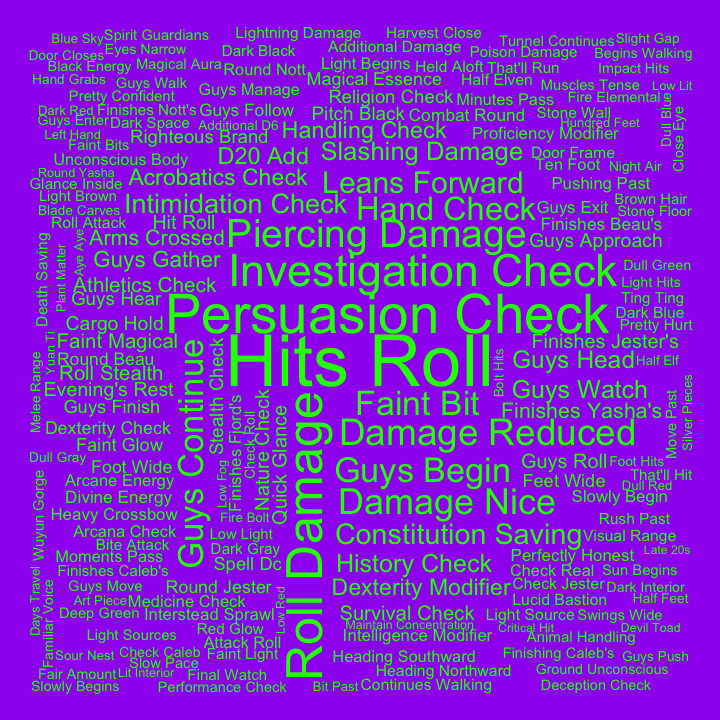 Blue Sky
Spirit Guardians
Lightning Damage
Harvest Close
Tunnel Continues
Slight Gap
Door Closes
Eyes Narrow
Dark Black
Additional Damage
Poison Damage
Begins Walking
Black Energy
Magical Aura
Round Nott
Light Begins
Held Aloft
That'll Run
Impact Hits
Hand Grabs
Guys Walk
Guys Manage
Magical Essence
Half Elven
Muscles Tense
Low Lit
Pretty Confident
Religion Check
Minutes Pass
Fire Elemental
Dull Blue
Close Eye
Dark Red
Finishes Nott's
Guys Follow
Pitch Black
Combat Round
Stone Wall
Hundred Feet
Guys Enter
Dark Space
Additional D6
Handling Check
Proficiency Modifier
Left Hand
Righteous Brand
Faint Bits
Slashing Damage
Door Frame
Unconscious Body
D20 Add
Ten Foot
Night Air
Round Yasha
Acrobatics Check
Leans Forward
Pushing Past
Glance Inside
Light Brown
Intimidation Check
Hand Check
Guys Exit
Brown Hair
Stone Floor
Blade Carves
Roll Attack
Hit Roll
Finishes Beau's
Death Saving
Plant Matter
Aye Aye
Arms Crossed
Piercing Damage
Guys Approach
Guys Gather
Investigation Check
Dull Green
Athletics Check
Light Hits
Guys Hear
Ting Ting
Persuasion Check
Dark Blue
Cargo Hold
Pretty Hurt
Yuan Ti
Faint Magical
Hits Roll
Finishes Jester's
Round Beau
Guys Head
Half Elf
Melee Range
Roll Stealth
Guys Continue
Stealth Check
Bolt Hits
Evening's Rest
Guys Watch
Silver Pieces
Move Past
Guys Finish
Faint Bit
Finishes Yasha's
Dexterity Check
Finishes Fjord's
Check Roll
Nature Check
Quick Glance
Roll Damage
Damage Reduced
Faint Glow
Dull Gray
Foot Wide
Guys Begin
Guys Roll
Foot Hits
That'll Hit
Arcane Energy
Low Fog
Feet Wide
Dull Red
Wuyun Gorge
Divine Energy
Damage Nice
Slowly Begin
Heavy Crossbow
Fire Bolt
Rush Past
Arcana Check
Low Light
Constitution Saving
Visual Range
Bite Attack
Dark Gray
Late 20s
Moments Pass
Spell Dc
History Check
Perfectly Honest
Finishes Caleb's
Check Real
Sun Begins
Days Travel
Familiar Voice
Guys Move
Round Jester
Low Red
Dexterity Modifier
Check Jester
Dark Interior
Art Piece
Medicine Check
Lucid Bastion
Half Feet
Deep Green
Interstead Sprawl
Survival Check
Light Source
Swings Wide
Red Glow
Maintain Concentration
Critical Hit
Devil Toad
Light Sources
Attack Roll
Intelligence Modifier
Animal Handling
Sour Nest
Check Caleb
Faint Light
Heading Southward
Finishing Caleb's
Guys Push
Slow Pace
Fair Amount
Lit Interior
Final Watch
Heading Northward
Ground Unconscious
Slowly Begins
Performance Check
Bit Past
Continues Walking
Deception Check